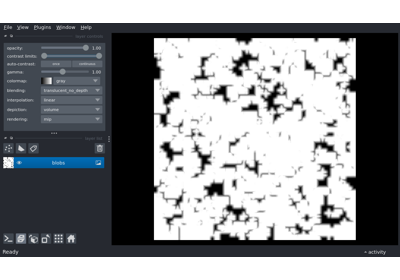 File View Plugins Window Help
opacity: 1.00
contrast limits:
auto-contrast: once continuous
gamma: 1.00
colormap: gray
blending: translucent_no_depth
interpolation: linear
depiction: volume
rendering: mip
blobs
Ready
activity